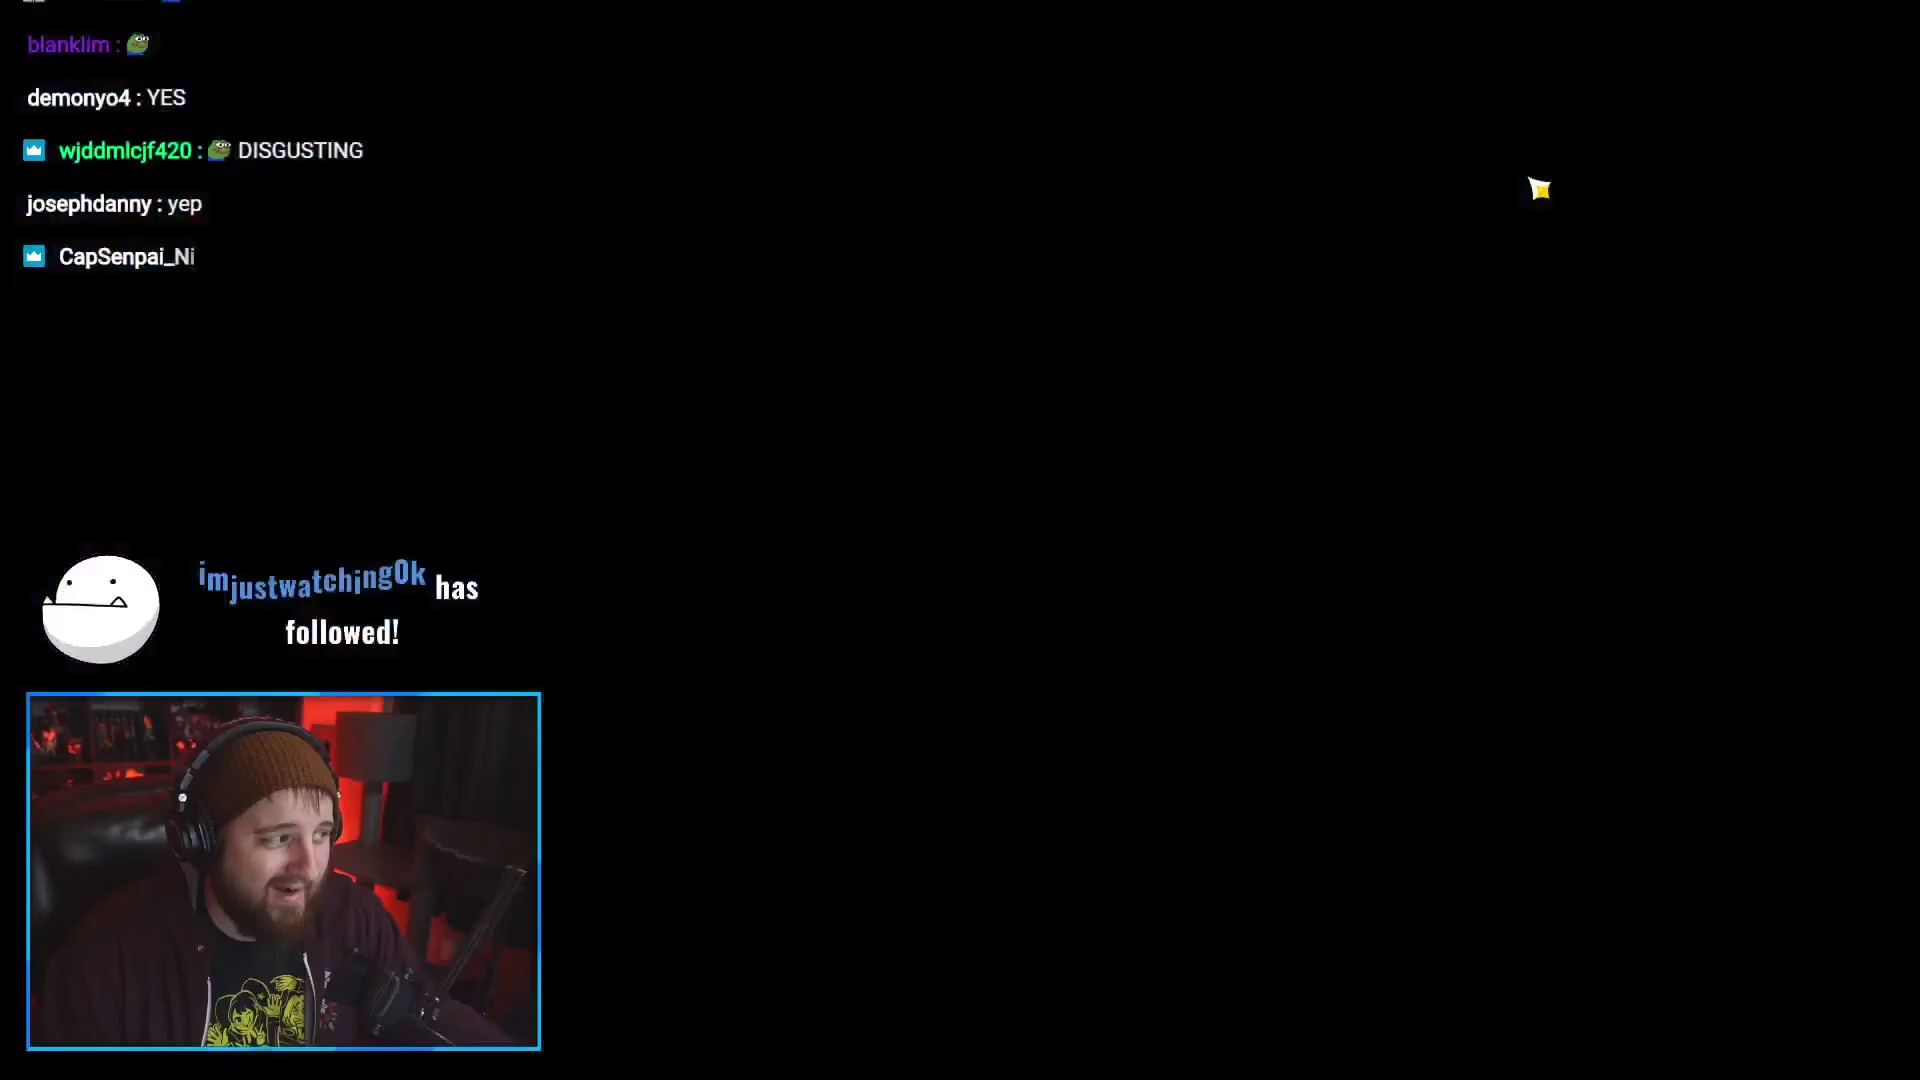 blanklim :
demonyo4 : YES
wjddmlcjf420 : DISGUSTING
josephdanny : yep
CapSenpai_Ni
imjustwatching0k has
followed!